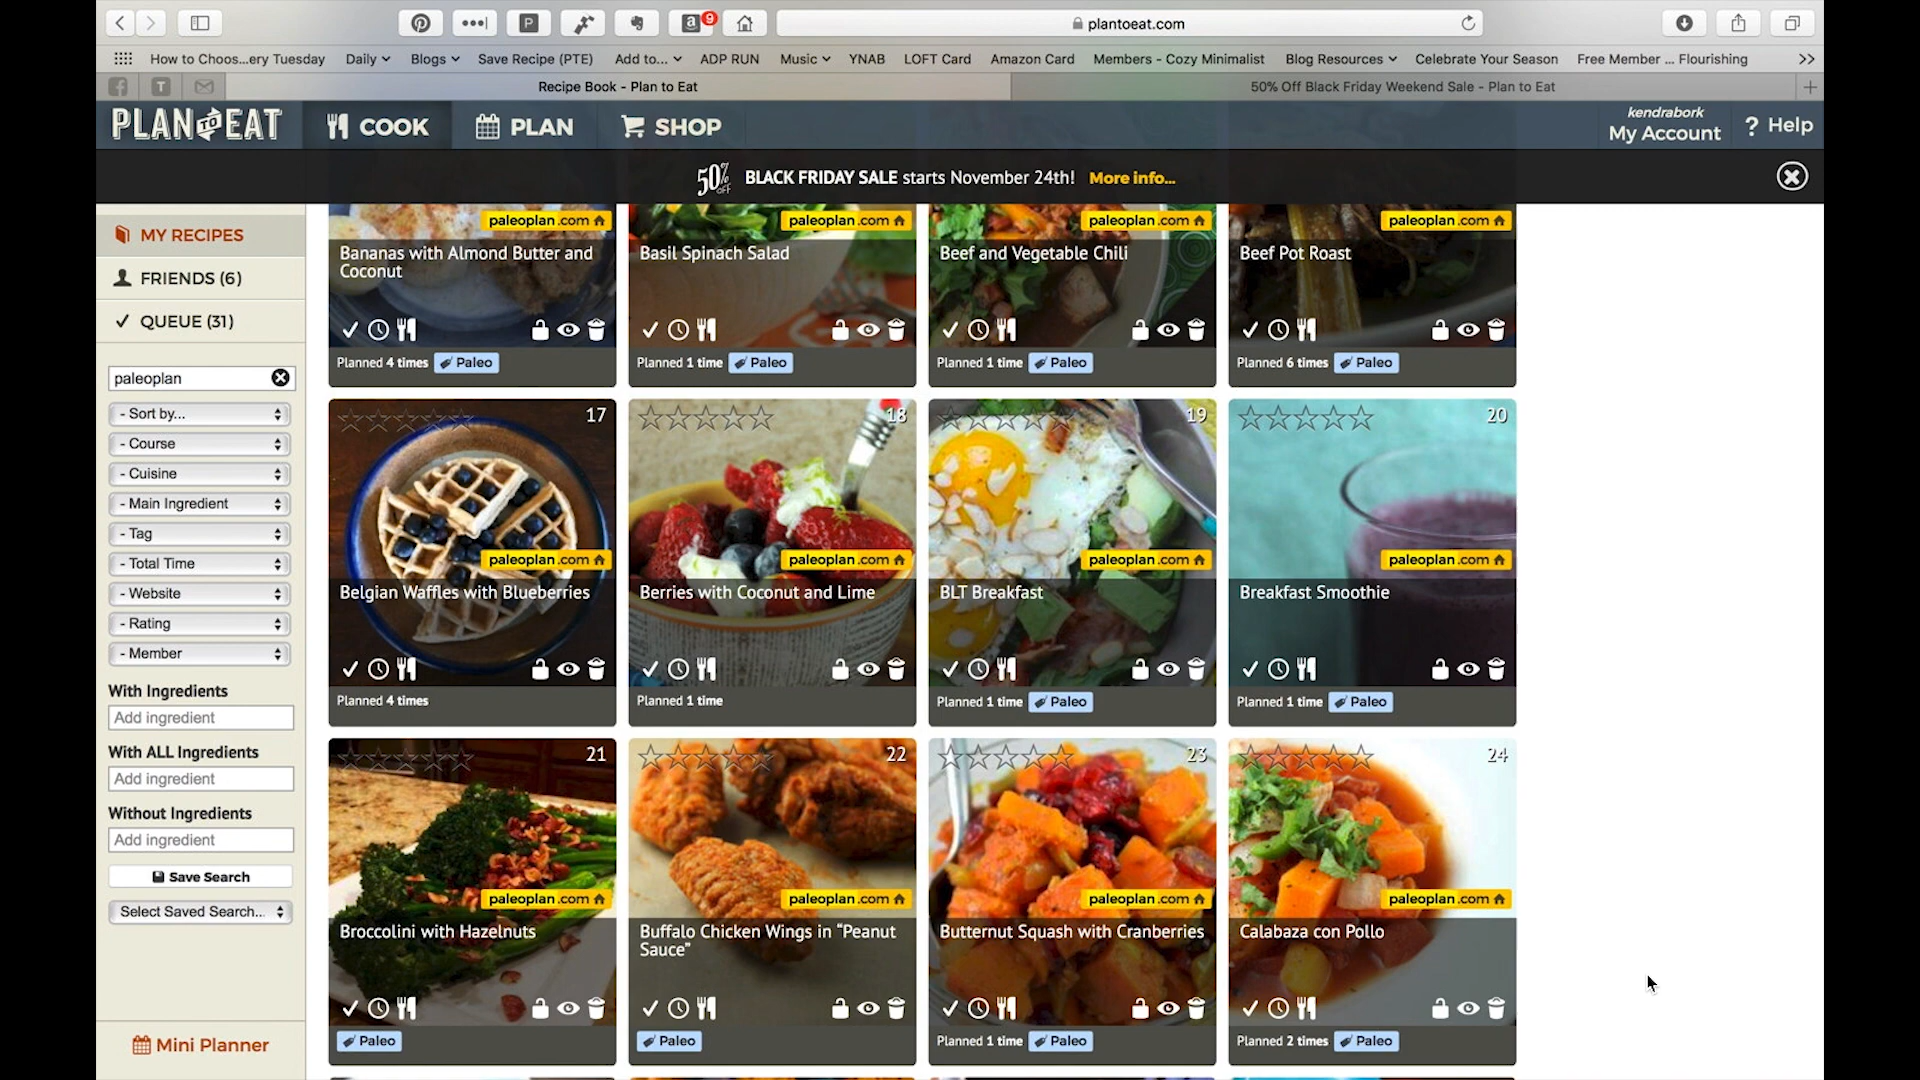 9
plantoeat.com
How to Choos...ery Tuesday
Daily
Blogs
Save Recipe (PTE)
Add to...
ADP RUN
Music
YNAB
LOFT Card
Amazon Card
Members - Cozy Minimalist
Blog Resources
Celebrate Your Season
Free Member ... Flourishing
Recipe Book - Plan to Eat
50% Off Black Friday Weekend Sale - Plan to Eat
PLAN TO EAT
COOK
PLAN
SHOP
kendrabork
My Account
? Help
50% OFF
BLACK FRIDAY SALE starts November 24th! More info...
MY RECIPES
FRIENDS (6)
QUEUE (31)
paleoplan
- Sort by...
- Course
- Cuisine
- Main Ingredient
- Tag
- Total Time
- Website
- Rating
- Member
With Ingredients
Add ingredient
With ALL Ingredients
Add ingredient
Without Ingredients
Add ingredient
Save Search
Select Saved Search...
Mini Planner
paleoplan.com
Bananas with Almond Butter and
Coconut
Planned 4 times
Paleo
paleoplan.com
Basil Spinach Salad
Planned 1 time
Paleo
paleoplan.com
Beef and Vegetable Chili
Planned 1 time
Paleo
paleoplan.com
Beef Pot Roast
Planned 6 times
Paleo
17
paleoplan.com
Belgian Waffles with Blueberries
Planned 4 times
18
paleoplan.com
Berries with Coconut and Lime
Planned 1 time
19
paleoplan.com
BLT Breakfast
Planned 1 time
Paleo
20
paleoplan.com
Breakfast Smoothie
Planned 1 time
Paleo
21
paleoplan.com
Broccolini with Hazelnuts
Paleo
22
paleoplan.com
Buffalo Chicken Wings in “Peanut
Sauce”
Paleo
23
paleoplan.com
Butternut Squash with Cranberries
Planned 1 time
Paleo
24
paleoplan.com
Calabaza con Pollo
Planned 2 times
Paleo